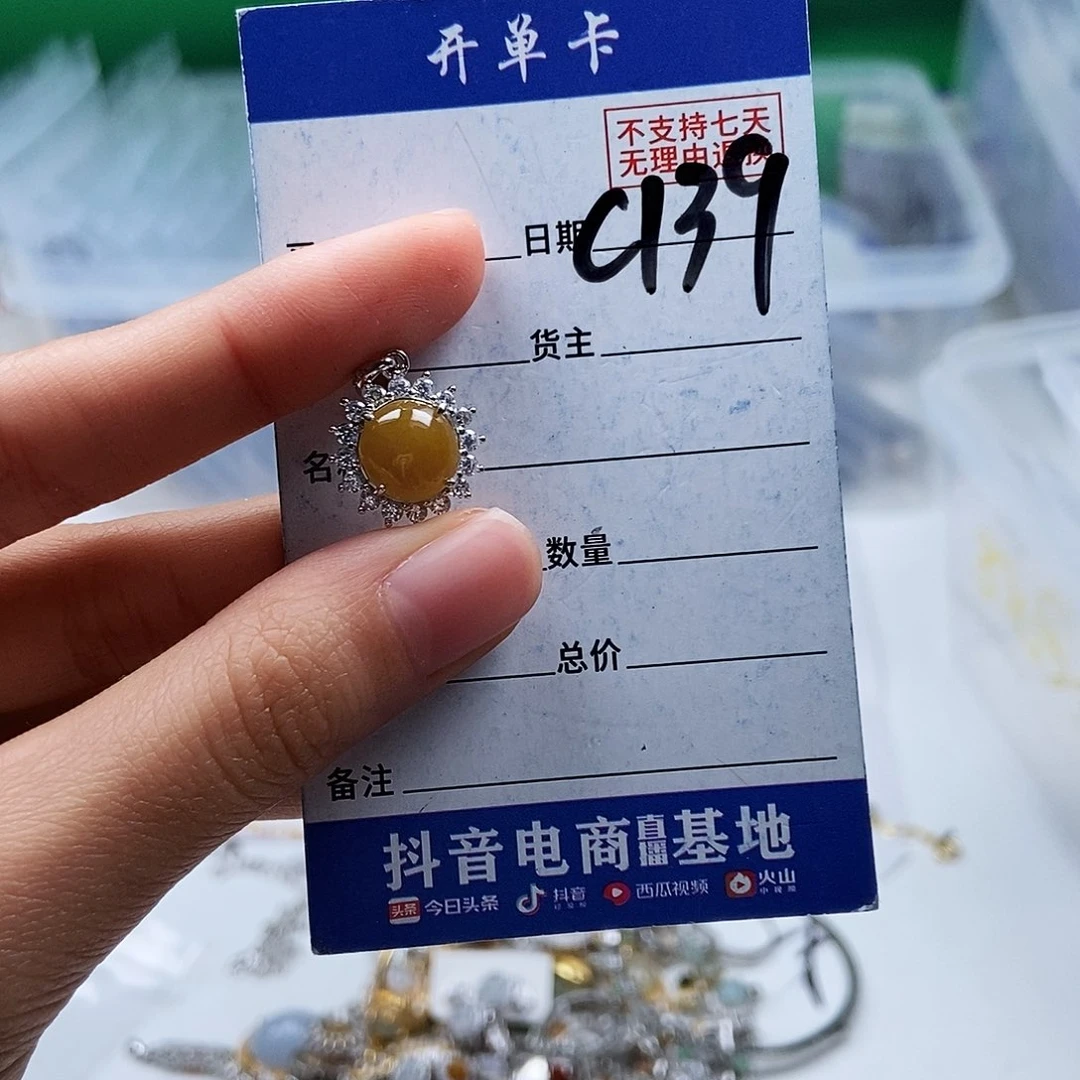 开单卡
不支持七天
无理由退换
C139
日期
货主
名
数量
总价
备注
抖音电商直播基地
头条 今日头条 抖音 西瓜视频 火山